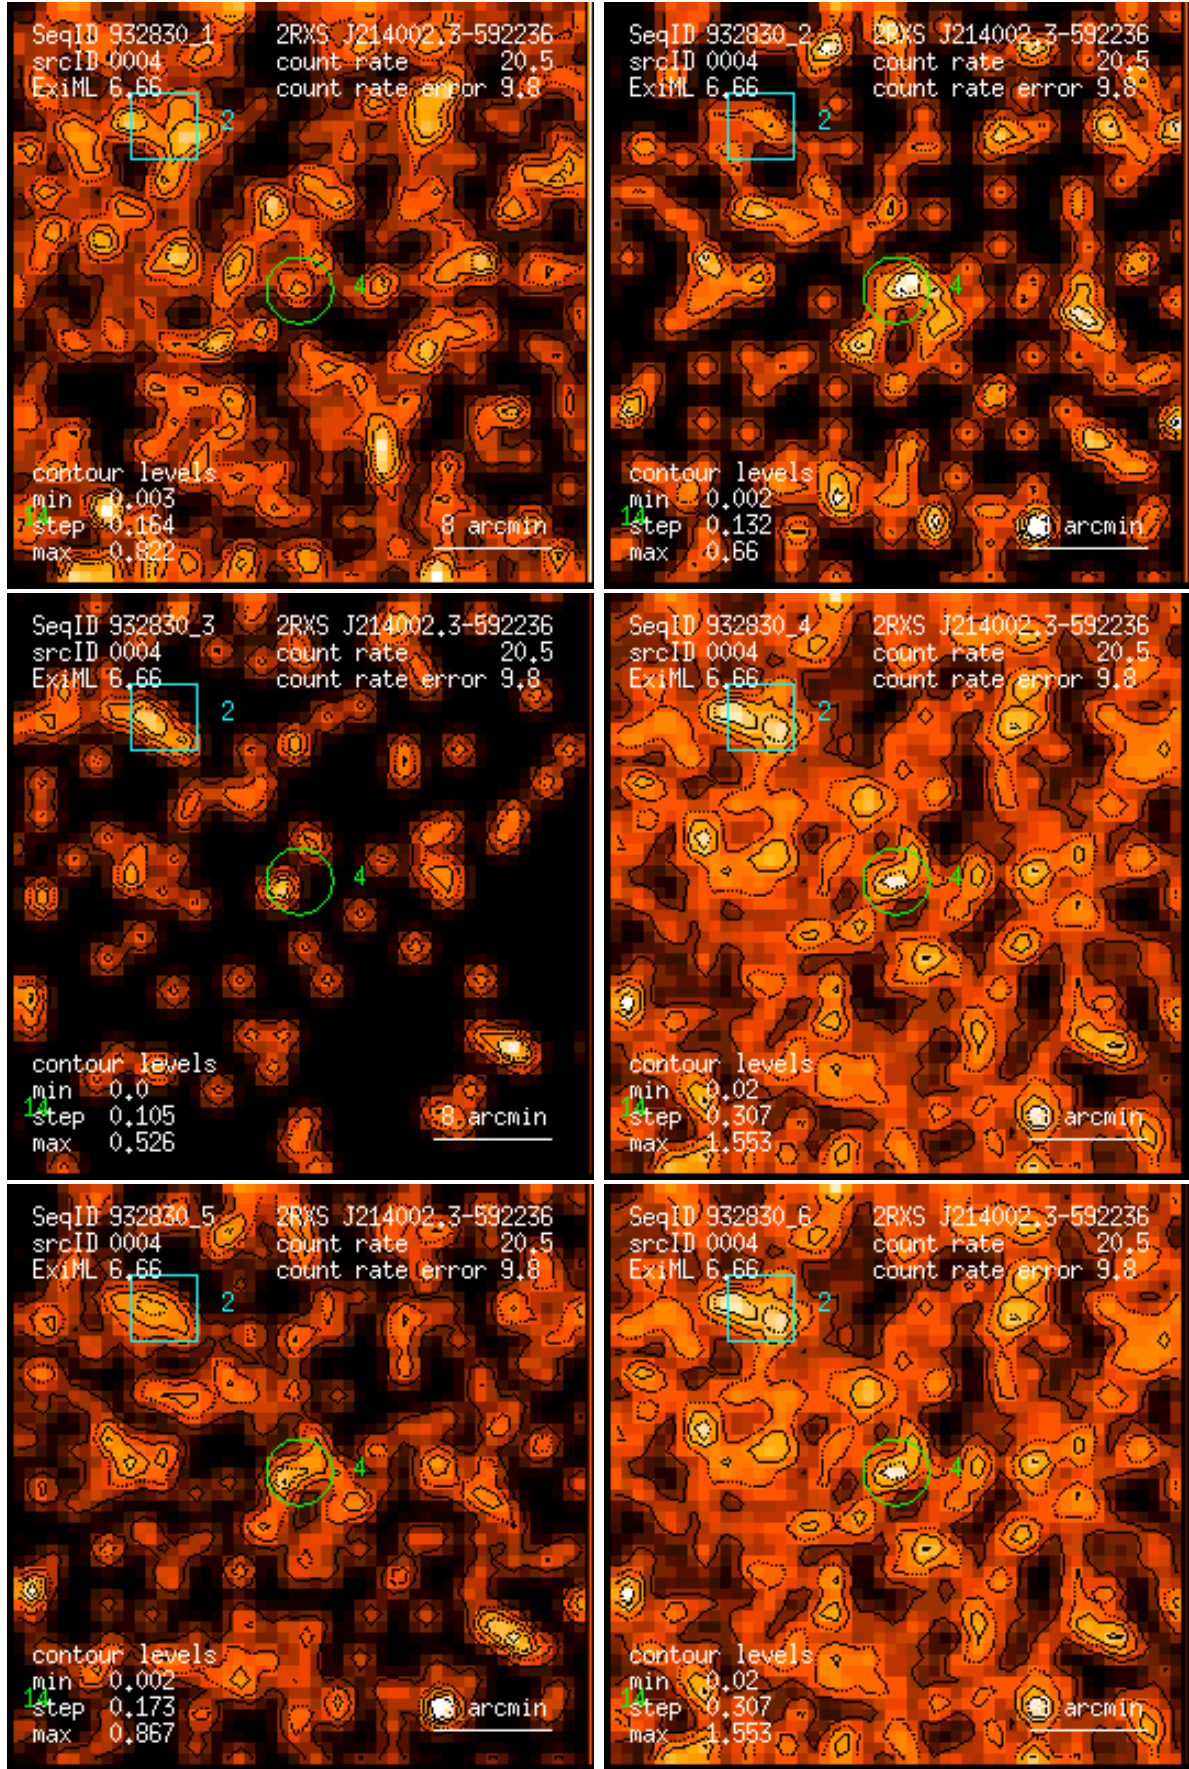 SeqID 932830_1 2RXS J214002.3-592236
srcID 0004 count rate 20.5
ExiML 6.66 count rate error 9.8
2
4
contour levels
min 0.003
14
step 0.164 8 arcmin
max 0.822
SeqID 932830_2 2RXS J214002.3-592236
srcID 0004 count rate 20.5
ExiML 6.66 count rate error 9.8
2
4
contour levels
min 0.002
14
step 0.132 8 arcmin
max 0.66
SeqID 932830_3 2RXS J214002.3-592236
srcID 0004 count rate 20.5
ExiML 6.66 count rate error 9.8
2
4
contour levels
min 0.0
14
step 0.105 8 arcmin
max 0.526
SeqID 932830_4 2RXS J214002.3-592236
srcID 0004 count rate 20.5
ExiML 6.66 count rate error 9.8
2
4
contour levels
min 0.02
14
step 0.307 8 arcmin
max 1.553
SeqID 932830_5 2RXS J214002.3-592236
srcID 0004 count rate 20.5
ExiML 6.66 count rate error 9.8
2
4
contour levels
min 0.002
14
step 0.173 8 arcmin
max 0.867
SeqID 932830_6 2RXS J214002.3-592236
srcID 0004 count rate 20.5
ExiML 6.66 count rate error 9.8
2
4
contour levels
min 0.02
14
step 0.307 8 arcmin
max 1.553